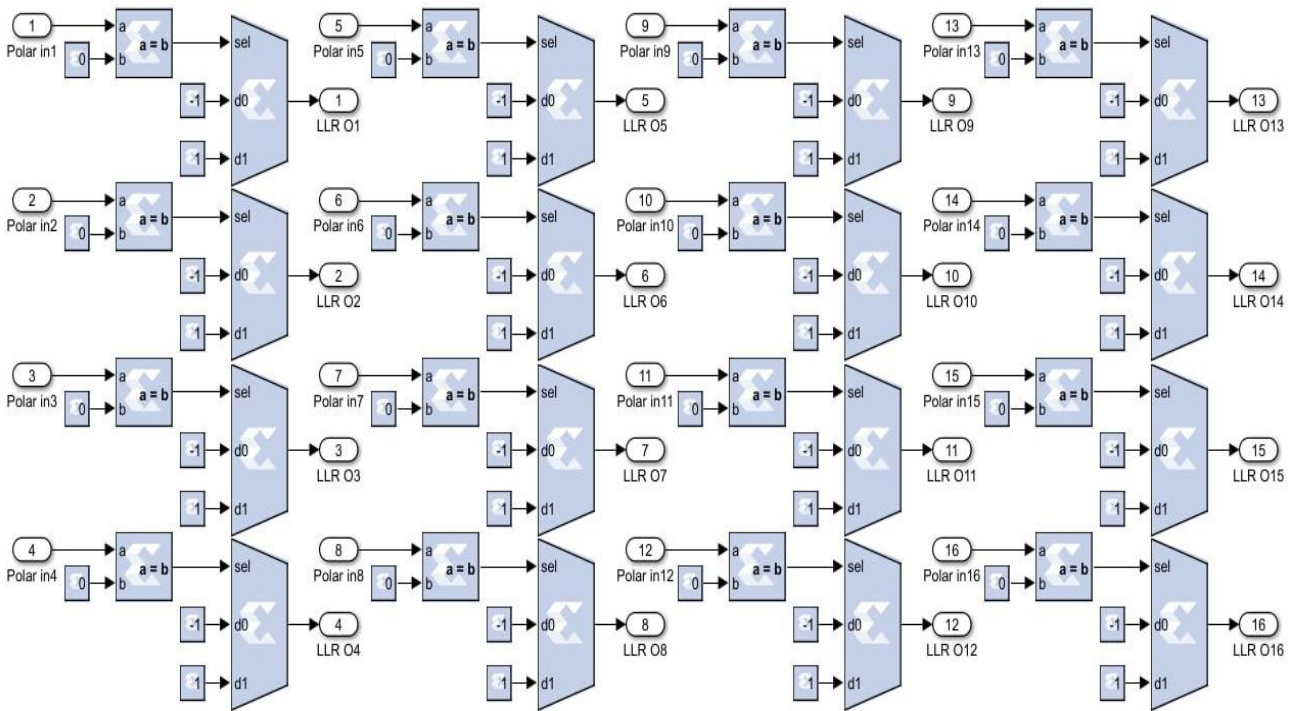 1 a sel 5 a sel 9 a sel 13 a sel
Polar in1 0 b a = b Polar in5 0 b a = b Polar in9 0 b a = b Polar in13 0 b a = b
-1 d0 1 -1 d0 5 -1 d0 9 -1 d0 13
LLR O1 LLR O5 LLR O9 LLR O13
1 d1 1 d1 1 d1 1 d1
2 a sel 6 a sel 10 a sel 14 a sel
Polar in2 0 b a = b Polar in6 0 b a = b Polar in10 0 b a = b Polar in14 0 b a = b
-1 d0 2 -1 d0 6 -1 d0 10 -1 d0 14
LLR O2 LLR O6 LLR O10 LLR O14
1 d1 1 d1 1 d1 1 d1
3 a sel 7 a sel 11 a sel 15 a sel
Polar in3 0 b a = b Polar in7 0 b a = b Polar in11 0 b a = b Polar in15 0 b a = b
-1 d0 3 -1 d0 7 -1 d0 11 -1 d0 15
LLR O3 LLR O7 LLR O11 LLR O15
1 d1 1 d1 1 d1 1 d1
4 a sel 8 a sel 12 a sel 16 a sel
Polar in4 0 b a = b Polar in8 0 b a = b Polar in12 0 b a = b Polar in16 0 b a = b
-1 d0 4 -1 d0 8 -1 d0 12 -1 d0 16
LLR O4 LLR O8 LLR O12 LLR O16
1 d1 1 d1 1 d1 1 d1